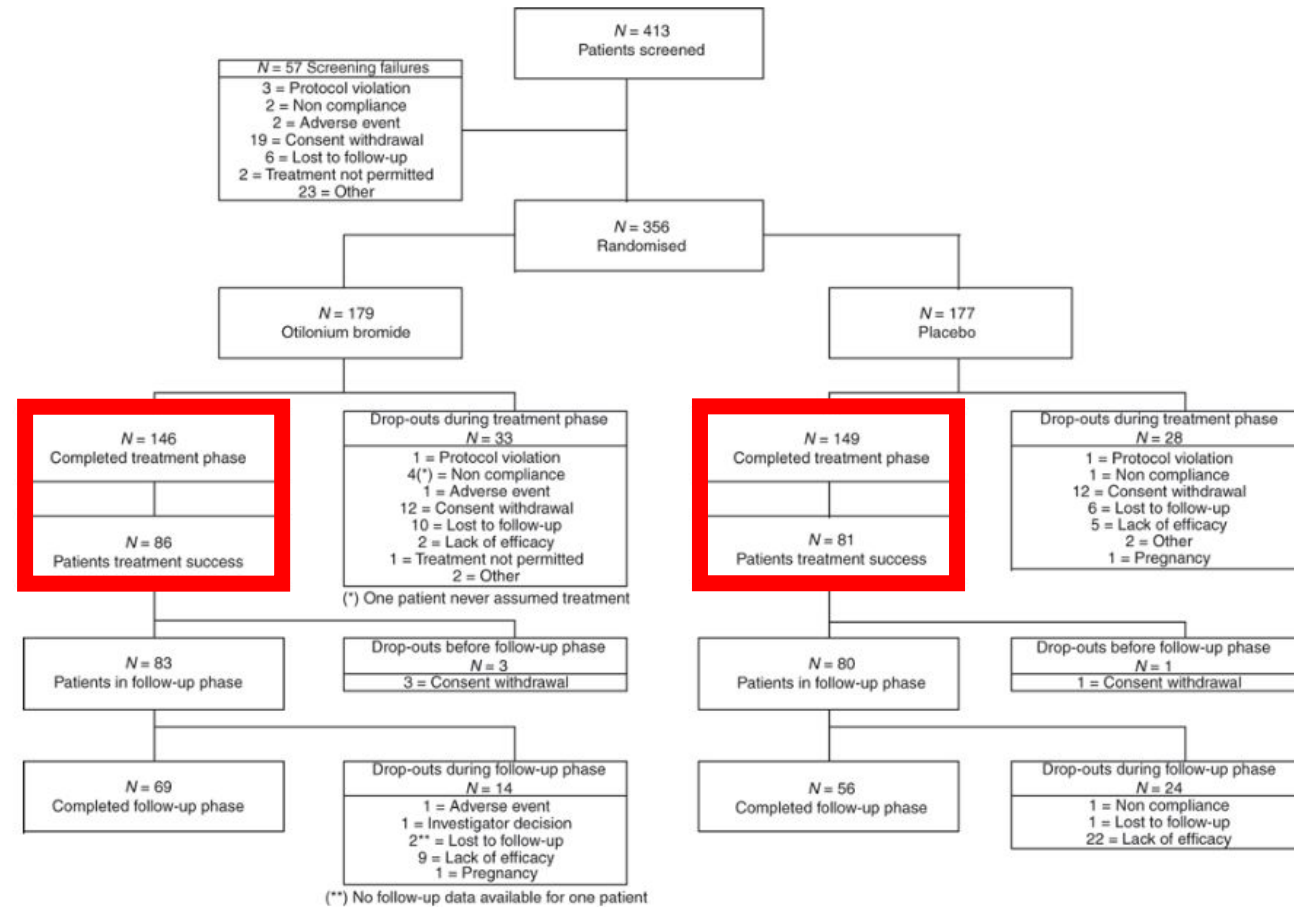 N = 413
Patients screened
N = 57 Screening failures
3 = Protocol violation
2 = Non compliance
2 = Adverse event
19 = Consent withdrawal
6 = Lost to follow-up
2 = Treatment not permitted
23 = Other
N = 356
Randomised
N = 179
Otilonium bromide
N = 177
Placebo
N = 146
Completed treatment phase
N = 86
Patients treatment success
Drop-outs during treatment phase
N = 33
1 = Protocol violation
4(*) = Non compliance
1 = Adverse event
12 = Consent withdrawal
10 = Lost to follow-up
2 = Lack of efficacy
1 = Treatment not permitted
2 = Other
(*) One patient never assumed treatment
N = 149
Completed treatment phase
N = 81
Patients treatment success
Drop-outs during treatment phase
N = 28
1 = Protocol violation
1 = Non compliance
12 = Consent withdrawal
6 = Lost to follow-up
5 = Lack of efficacy
2 = Other
1 = Pregnancy
N = 83
Patients in follow-up phase
Drop-outs before follow-up phase
N = 3
3 = Consent withdrawal
N = 80
Patients in follow-up phase
Drop-outs before follow-up phase
N = 1
1 = Consent withdrawal
N = 69
Completed follow-up phase
Drop-outs during follow-up phase
N = 14
1 = Adverse event
1 = Investigator decision
2** = Lost to follow-up
9 = Lack of efficacy
1 = Pregnancy
(**) No follow-up data available for one patient
N = 56
Completed follow-up phase
Drop-outs during follow-up phase
N = 24
1 = Non compliance
1 = Lost to follow-up
22 = Lack of efficacy